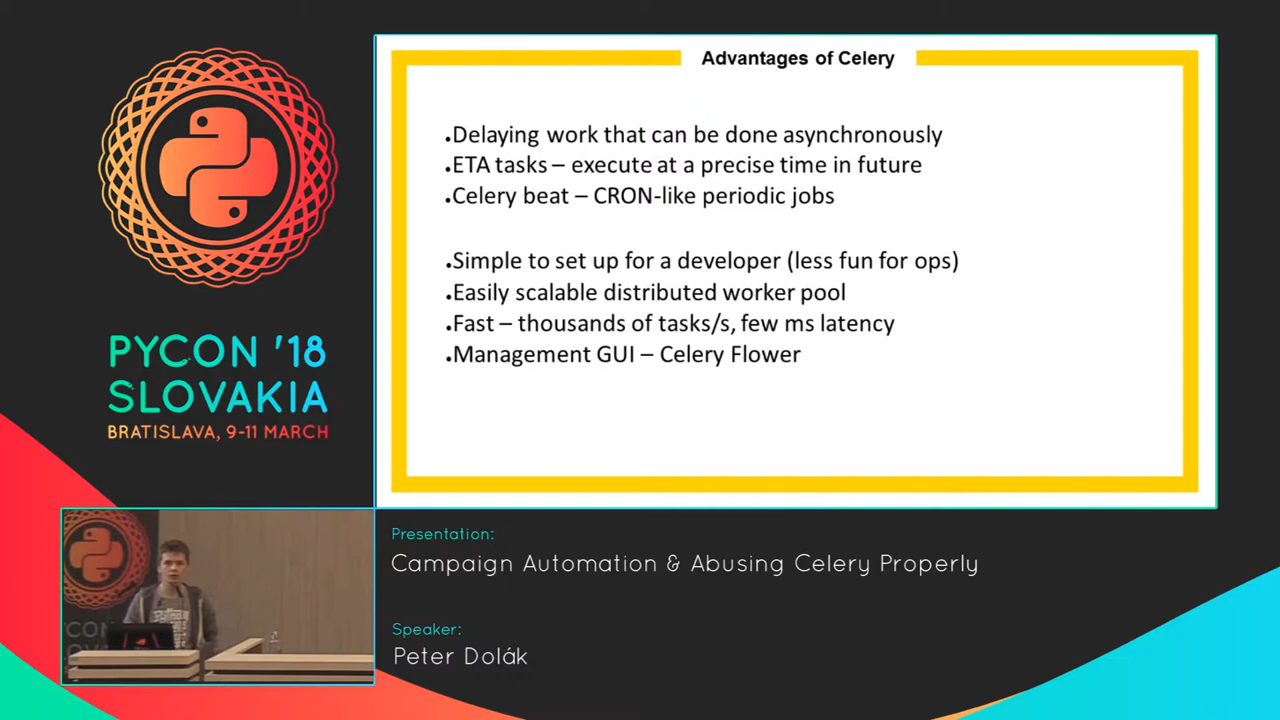 Advantages of Celery
.Delaying work that can be done asynchronously
.ETA tasks – execute at a precise time in future
.Celery beat – CRON-like periodic jobs
.Simple to set up for a developer (less fun for ops)
.Easily scalable distributed worker pool
.Fast – thousands of tasks/s, few ms latency
.Management GUI – Celery Flower
PYCON '18
SLOVAKIA
BRATISLAVA, 9-11 MARCH
Presentation:
Campaign Automation & Abusing Celery Properly
Speaker:
Peter Dolák